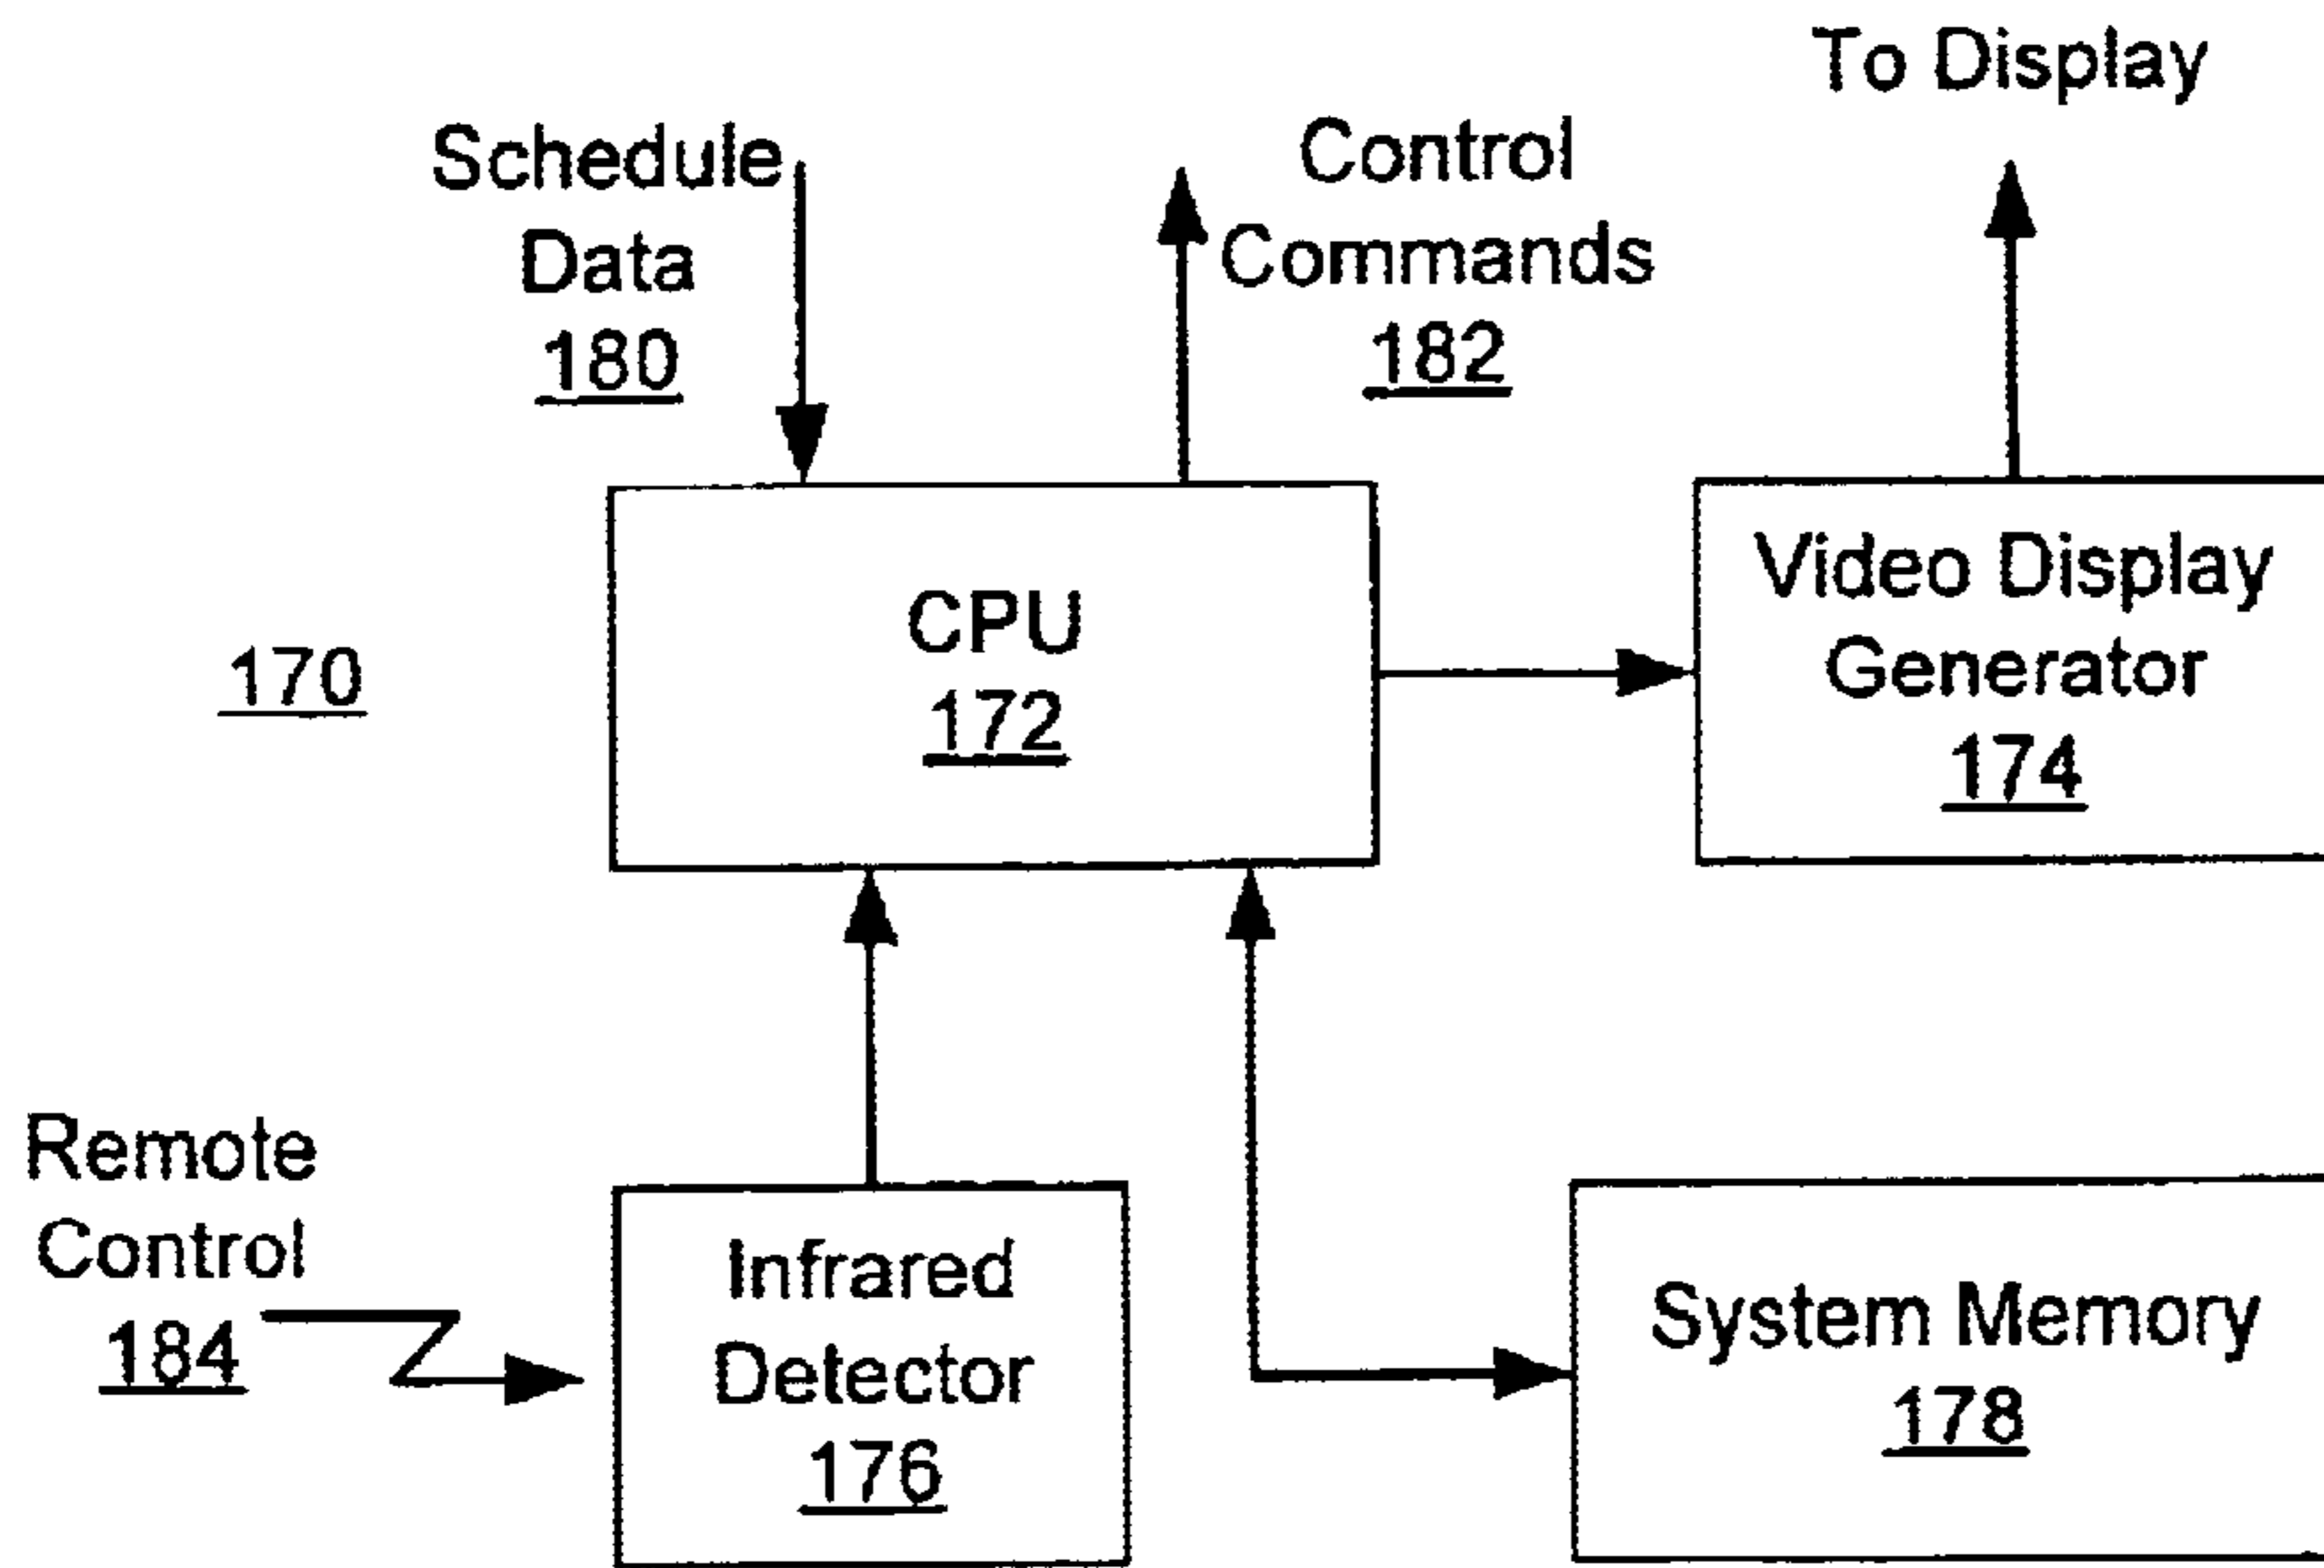 To Display
Schedule
Data
180
Control
Commands
182
170
CPU
172
Video Display
Generator
174
Remote
Control
184
Infrared
Detector
176
System Memory
178